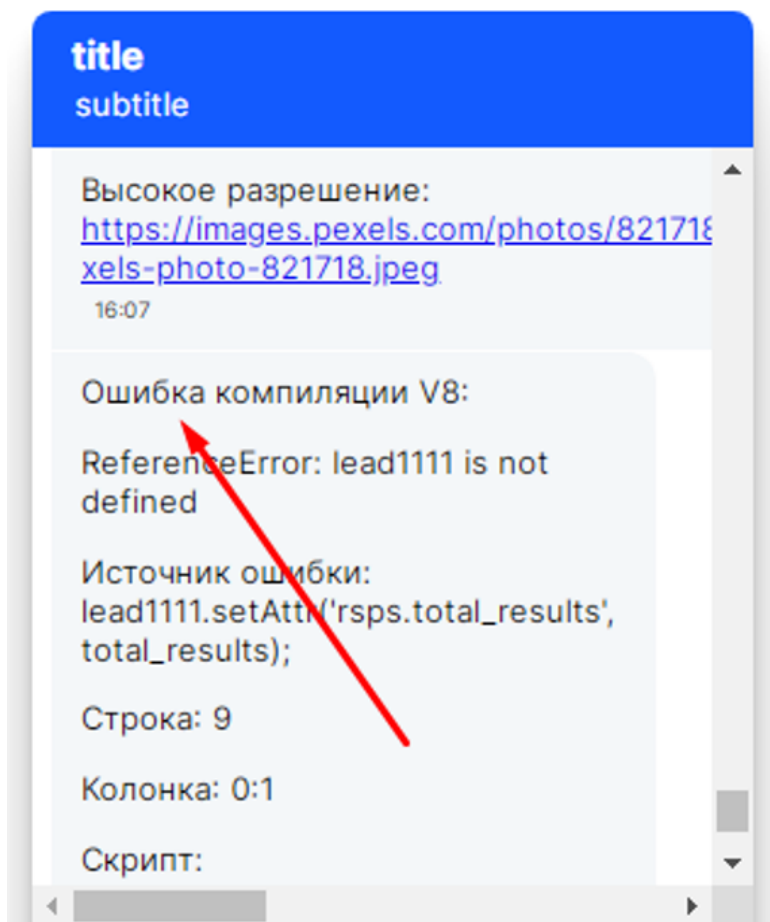 title
subtitle
Высокое разрешение:
https://images.pexels.com/photos/821718
xels-photo-821718.jpeg
16:07
Ошибка компиляции V8:
ReferenceError: lead1111 is not
defined
Источник ошибки:
lead1111.setAttr('rsps.total_results',
total_results);
Строка: 9
Колонка: 0:1
Скрипт: